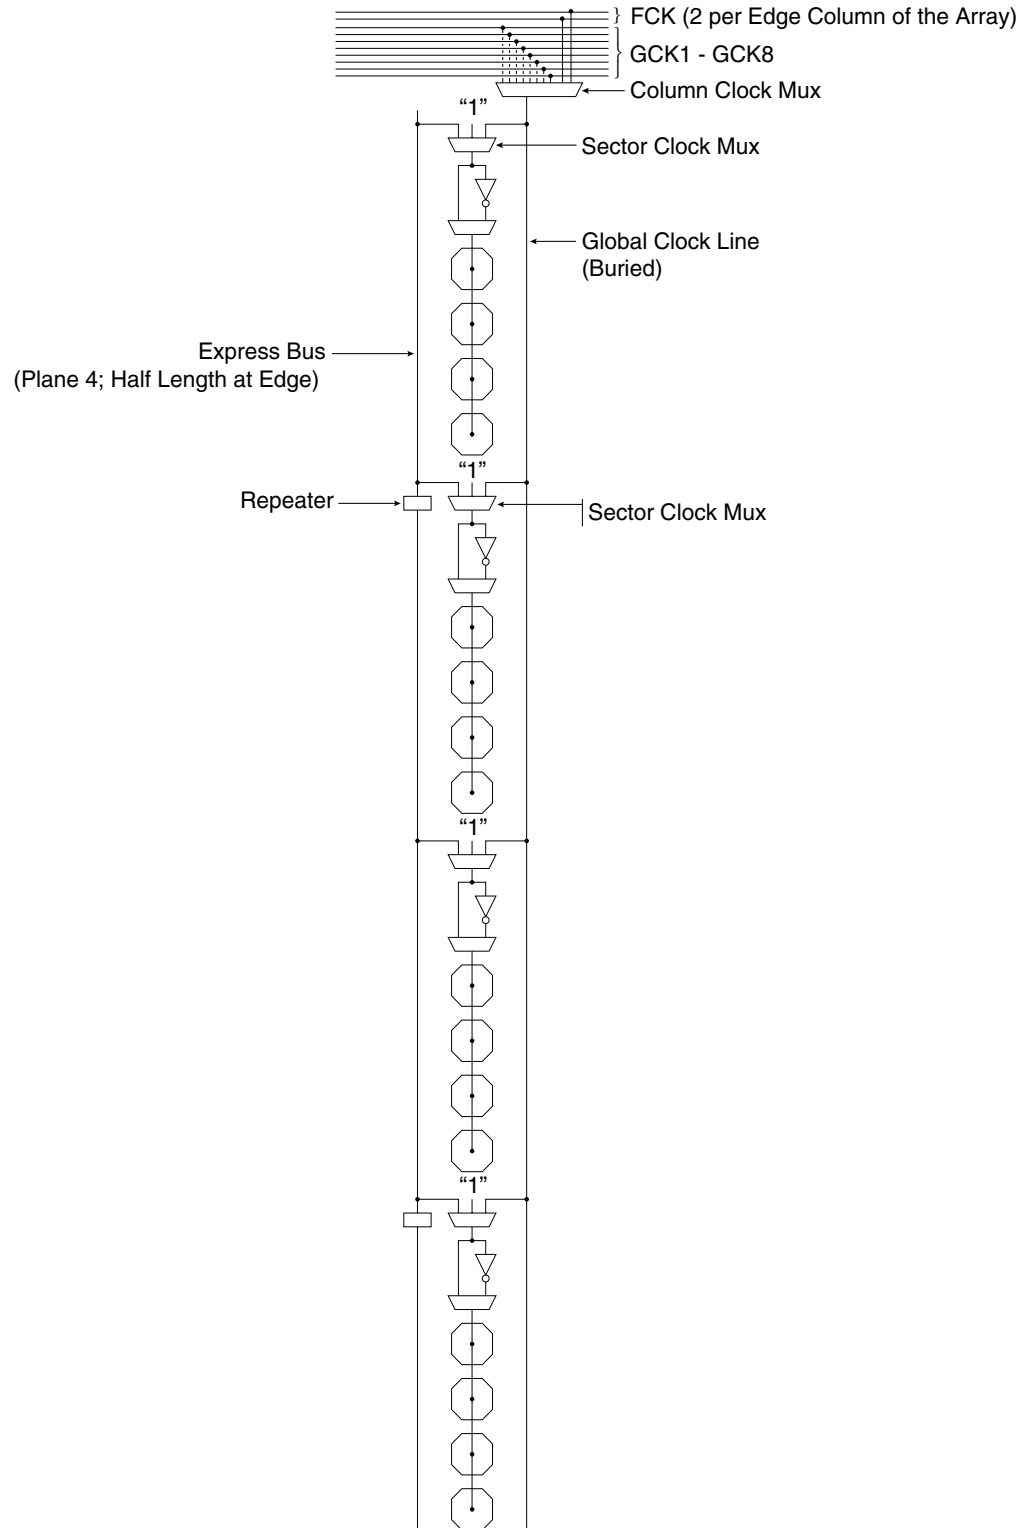 FCK (2 per Edge Column of the Array)
GCK1 - GCK8
Column Clock Mux
“1”
Sector Clock Mux
Global Clock Line
(Buried)
Express Bus
(Plane 4; Half Length at Edge)
“1”
Repeater
Sector Clock Mux
“1”
“1”